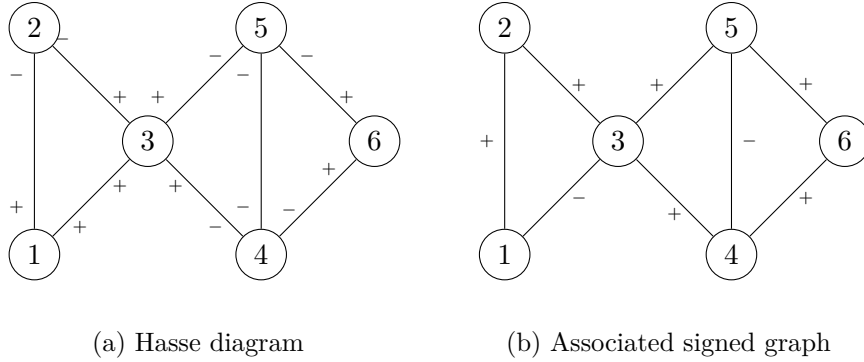 2 5 2 5
− − − +
− − + + + +
+ − + +
3 6 3 6
+ − −
+ + + − +
+ − − +
+ − −
1 4 1 4
(a) Hasse diagram (b) Associated signed graph